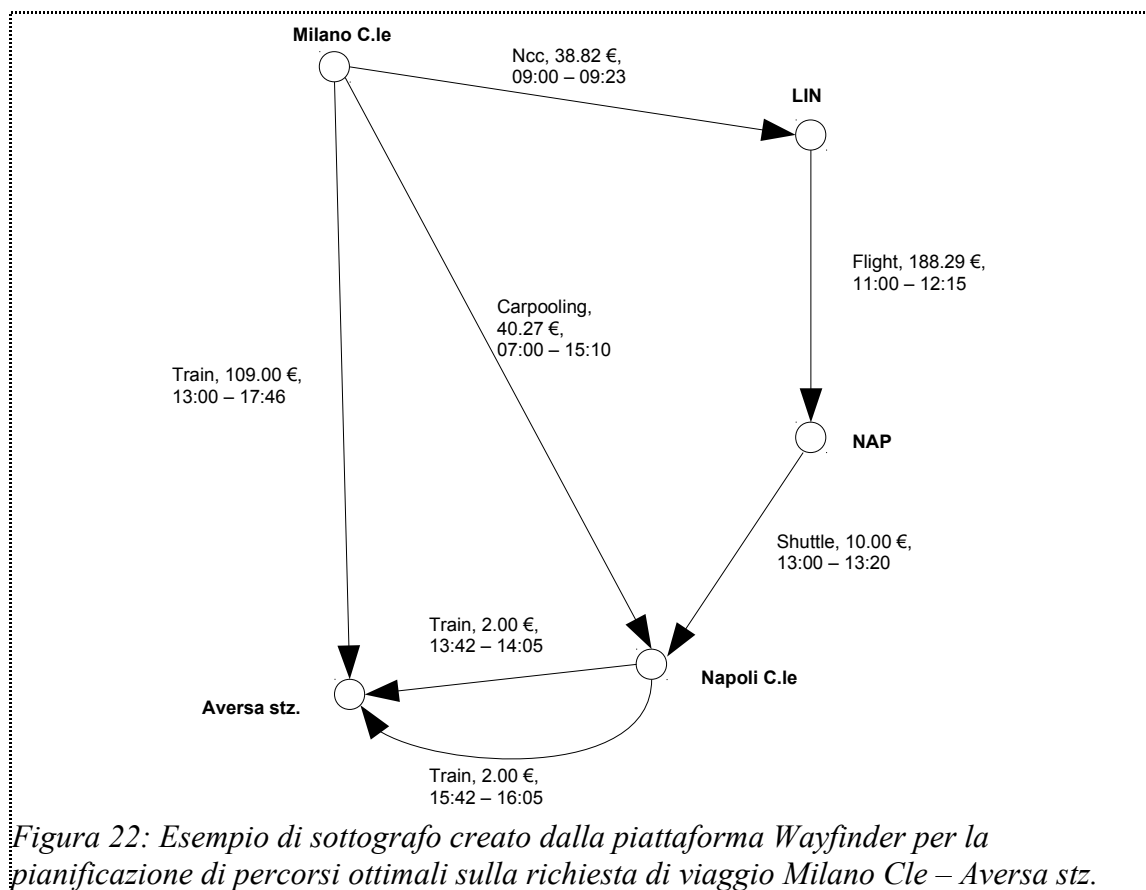 Milano C.le
Ncc, 38.82 €,
09:00 – 09:23
LIN
Flight, 188.29 €,
11:00 – 12:15
Carpooling,
40.27 €,
07:00 – 15:10
Train, 109.00 €,
13:00 – 17:46
NAP
Shuttle, 10.00 €,
13:00 – 13:20
Train, 2.00 €,
13:42 – 14:05
Napoli C.le
Aversa stz.
Train, 2.00 €,
15:42 – 16:05
Figura 22: Esempio di sottografo creato dalla piattaforma Wayfinder per la
pianificazione di percorsi ottimali sulla richiesta di viaggio Milano Cle – Aversa stz.